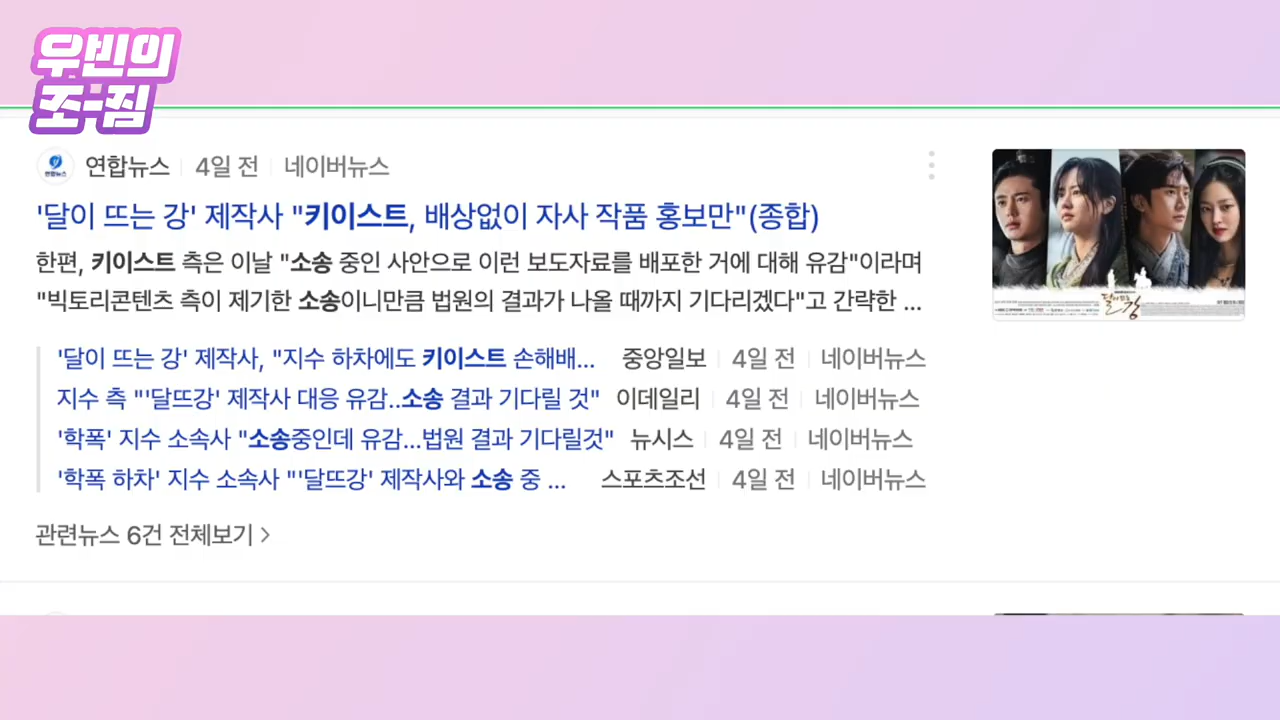 우빈의
조-짐
연합뉴스 4일 전 네이버뉴스
'달이 뜨는 강' 제작사 "키이스트, 배상없이 자사 작품 홍보만"(종합)
한편, 키이스트 측은 이날 "소송 중인 사안으로 이런 보도자료를 배포한 거에 대해 유감"이라며
"빅토리콘텐츠 측이 제기한 소송이니만큼 법원의 결과가 나올 때까지 기다리겠다"고 간략한 ...
'달이 뜨는 강' 제작사, "지수 하차에도 키이스트 손해배... 중앙일보 4일 전 네이버뉴스
지수 측 "'달뜨강' 제작사 대응 유감..소송 결과 기다릴 것" 이데일리 4일 전 네이버뉴스
'학폭' 지수 소속사 "소송중인데 유감...법원 결과 기다릴것" 뉴시스 4일 전 네이버뉴스
'학폭 하차' 지수 소속사 "'달뜨강' 제작사와 소송 중 ... 스포츠조선 4일 전 네이버뉴스
관련뉴스 6건 전체보기 >
달이 뜨는 강